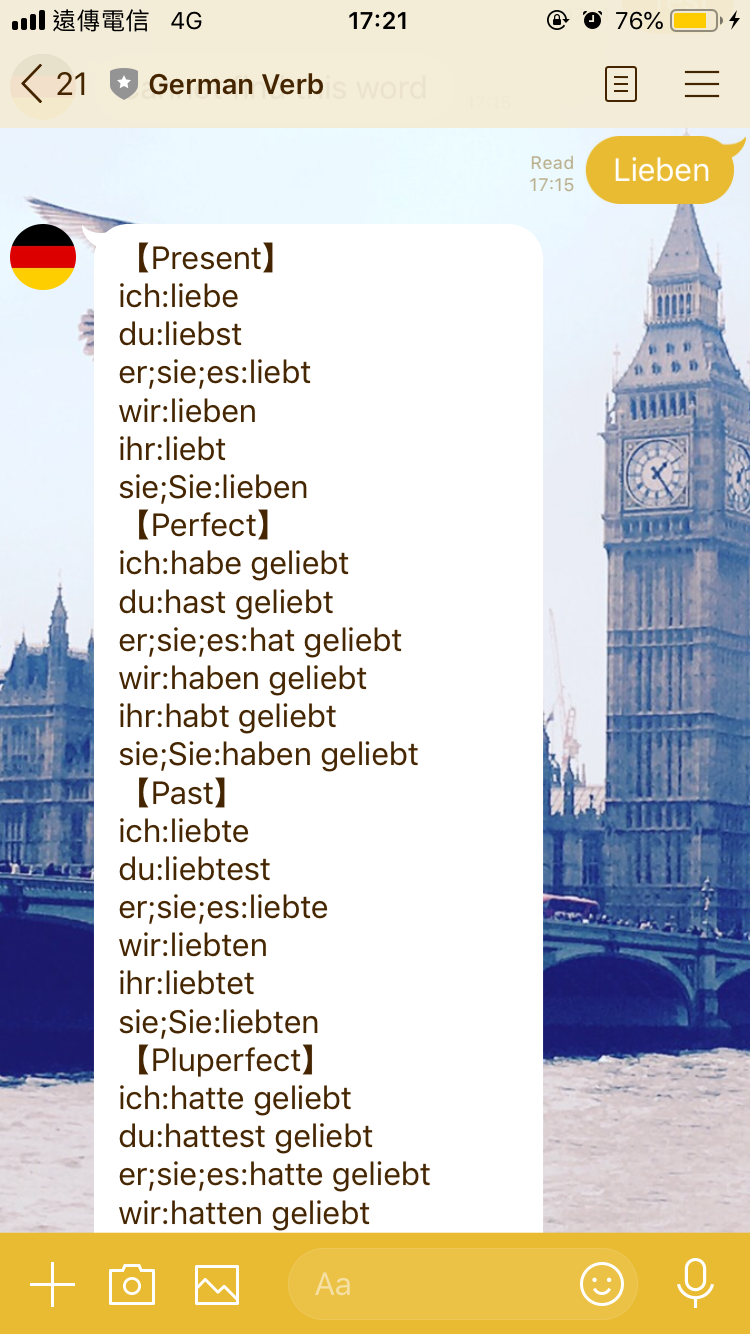 遠傳電信 4G 17:21 76%
21 German Verb
Read
17:15
Lieben
【Present】
ich:liebe
du:liebst
er;sie;es:liebt
wir:lieben
ihr:liebt
sie;Sie:lieben
【Perfect】
ich:habe geliebt
du:hast geliebt
er;sie;es:hat geliebt
wir:haben geliebt
ihr:habt geliebt
sie;Sie:haben geliebt
【Past】
ich:liebte
du:liebtest
er;sie;es:liebte
wir:liebten
ihr:liebtet
sie;Sie:liebten
【Pluperfect】
ich:hatte geliebt
du:hattest geliebt
er;sie;es:hatte geliebt
wir:hatten geliebt
Aa